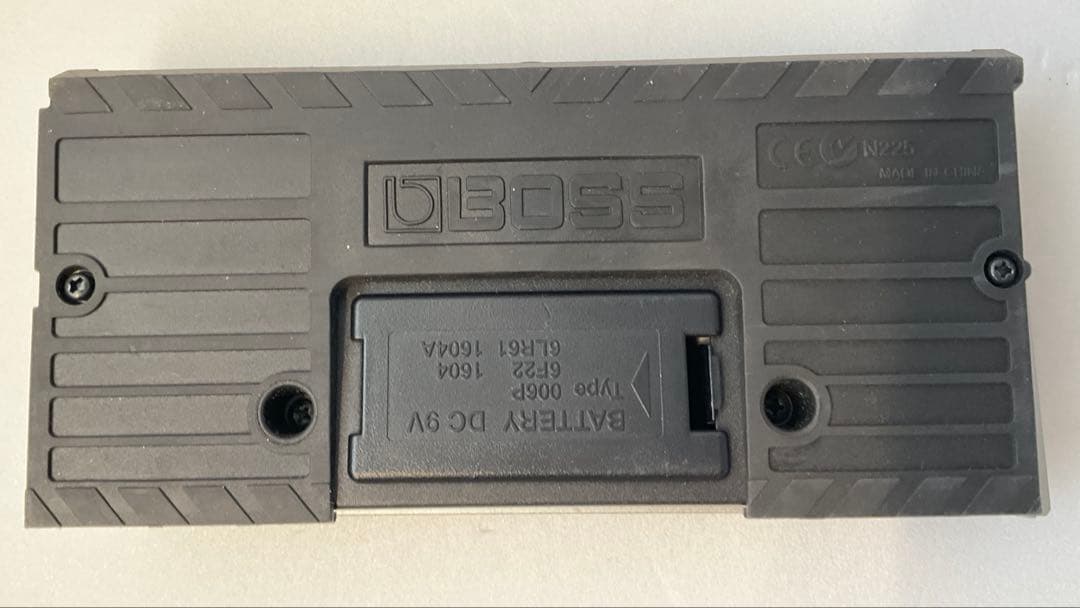 BOSS
CE N225
MADE IN CHINA
BATTERY DC 9V
Type 006P
6F22 1604
6LR61 1604A